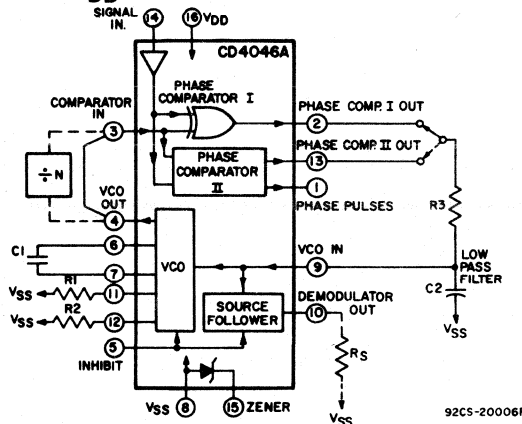 SIGNAL
IN.
14
16
VDD
CD4046A
PHASE
COMPARATOR I
COMPARATOR
IN
3
PHASE COMP. I OUT
2
PHASE COMP. II OUT
13
÷N
PHASE
COMPARATOR
II
1
PHASE PULSES
R3
VCO
OUT
4
6
C1
7
VCO
VCO IN
9
LOW
PASS
FILTER
C2
VSS
R1
11
VSS
R2
12
SOURCE
FOLLOWER
DEMODULATOR
OUT
10
5
INHIBIT
RS
VSS
VSS
8
15
ZENER
92CS-20006